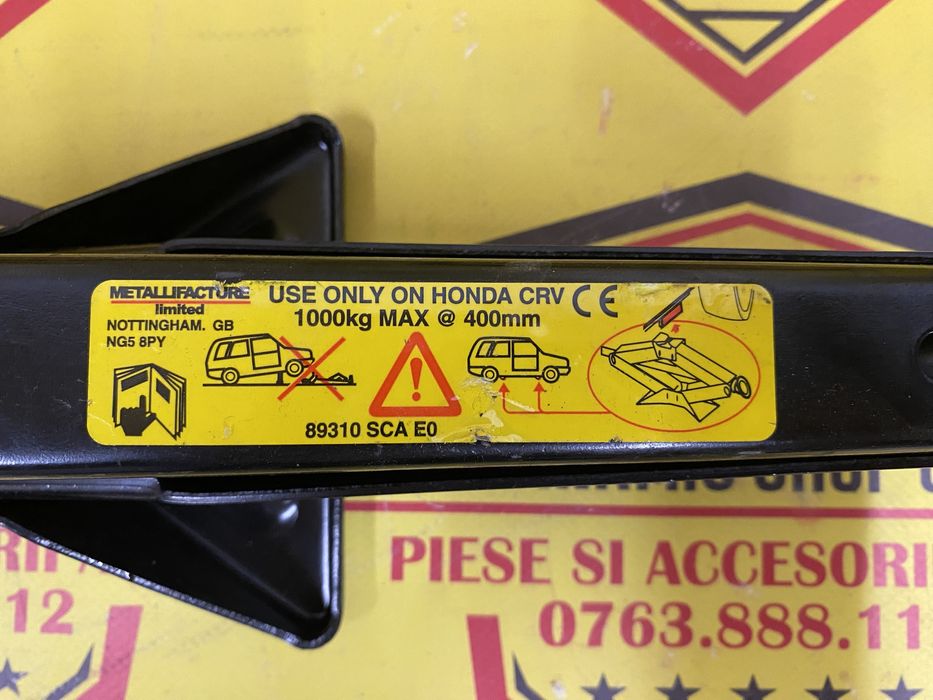 METALLIFACTURE
limited
NOTTINGHAM. GB
NG5 8PY
USE ONLY ON HONDA CRV CE
1000kg MAX @ 400mm
89310 SCA E0
PIESE SI ACCESORI
12
0763.888.11